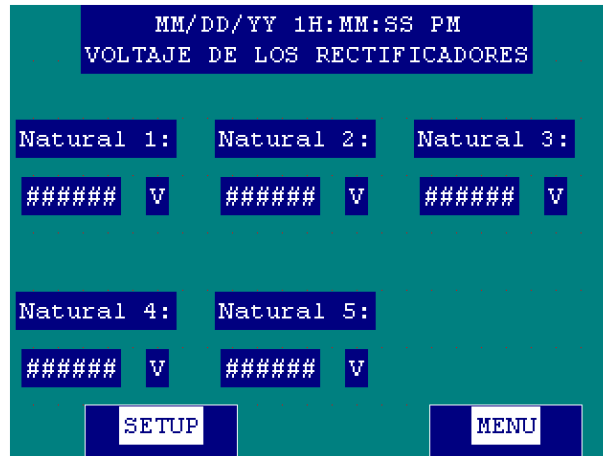 MM/DD/YY 1H:MM:SS PM
VOLTAJE DE LOS RECTIFICADORES
Natural 1: Natural 2: Natural 3:
###### V ###### V ###### V
Natural 4: Natural 5:
###### V ###### V
SETUP MENU